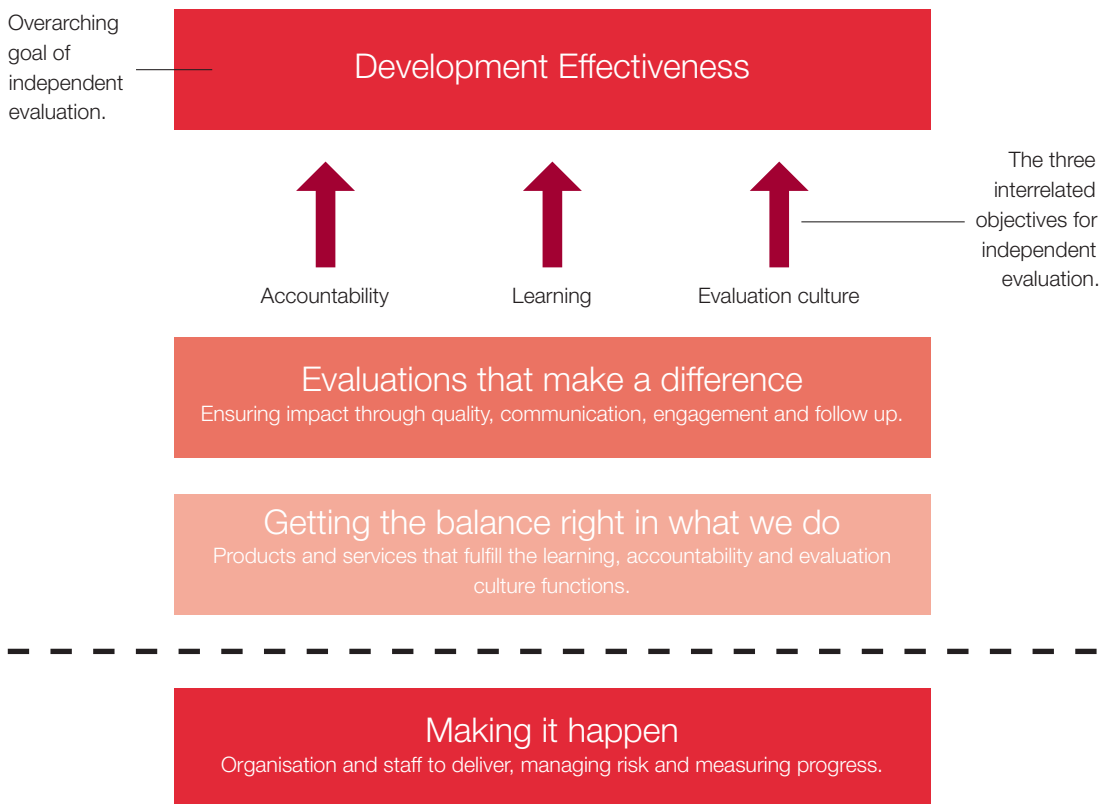 Overarching
goal of
independent
evaluation.
Development Effectiveness
The three
interrelated
objectives for
independent
evaluation.
Accountability
Learning
Evaluation culture
Evaluations that make a difference
Ensuring impact through quality, communication, engagement and follow up.
Getting the balance right in what we do
Products and services that fulfill the learning, accountability and evaluation
culture functions.
Making it happen
Organisation and staff to deliver, managing risk and measuring progress.